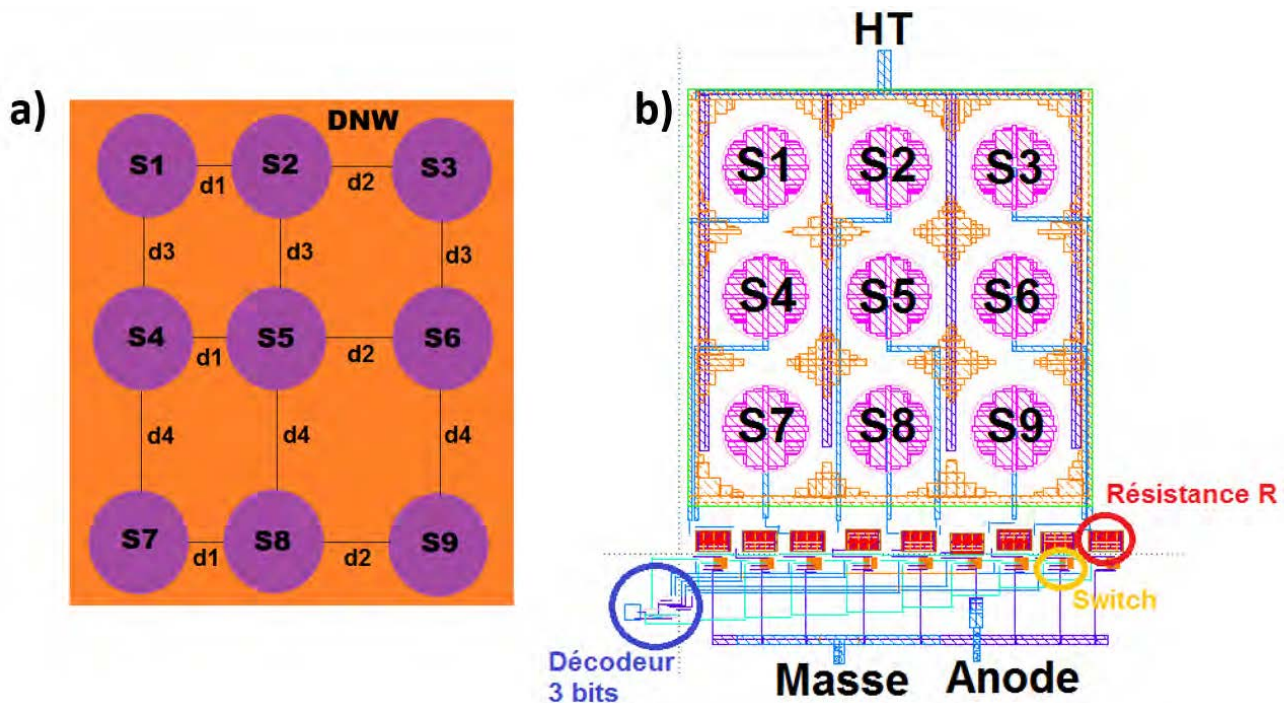 a)
DNW
S1
d1
S2
d2
S3
d3
d3
d3
S4
d1
S5
d2
S6
d4
d4
d4
S7
d1
S8
d2
S9
b)
HT
S1
S2
S3
S4
S5
S6
S7
S8
S9
Résistance R
Switch
Décodeur
3 bits
Masse
Anode